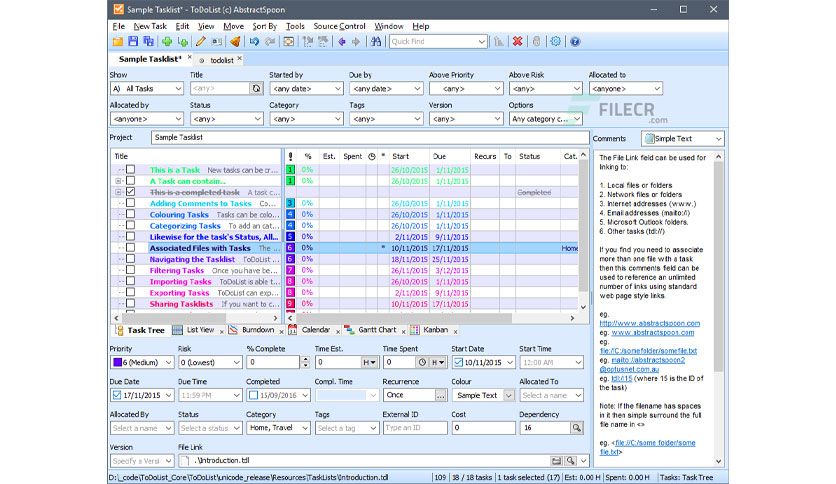 Sample Tasklist* - ToDoList (c) AbstractSpoon
File New Task Edit View Move Sort By Tools Source Control Window Help
Quick Find
Sample Tasklist* todolist
Show Title Started by Due by Above Priority Above Risk Allocated to
A) All Tasks <any> <any date> <any date> <any> <any> <anyone>
Allocated by Status Category Tags Version Options
<anyone> <any> <any> <any> <any> Any category c...
FILECR
.com
Project Sample Tasklist
Comments Simple Text
Title ! % Est. Spent * Start Due Recurs To Status Cat.
This is a Task New tasks can be cr... 1 0% 26/10/2015 1/11/2015
A Task can contain... 1 0% 26/10/2015 1/11/2015
This is a completed task A task c... Completed
Adding Comments to Tasks Co... 3 0% 26/10/2015 1/11/2015
Colouring Tasks Tasks can be colo... 4 0% 26/10/2015 1/11/2015
Categorizing Tasks To add an cat... 4 0% 26/10/2015 1/11/2015
Likewise for the task's Status, All... 5 0% 2/11/2015 9/11/2015
Associated Files with Tasks The ... 6 0% * 10/11/2015 17/11/2015 Home
Navigating the Tasklist ToDoList ... 6 0% 18/11/2015 25/11/2015
Filtering Tasks Once you have be... 7 0% 26/10/2015 1/11/2015
Importing Tasks ToDoList is able t... 8 0% 26/10/2015 1/11/2015
Exporting Tasks ToDoList can exp... 8 0% 2/11/2015 9/11/2015
Sharing Tasklists If you want to c... 9 0% 10/11/2015 17/11/2015
The File Link field can be used for
linking to:
1. Local files or folders
2. Network files or folders
3. Internet addresses (www.)
4. Email addresses (mailto://)
5. Microsoft Outlook folders.
6. Other tasks (tdl://)
If you find you need to associate
more than one file with a task
then this comments field can be
used to reference an unlimited
number of links using standard
web page style links.
eg.
http://www.abstractspoon.com
eg. www.abstractspoon.com
eg.
file://C:/somefolder/somefile.txt
eg. mailto://abstractspoon2
@optusnet.com.au
eg. tdl://15 (where 15 is the ID of
the task)
Note: If the filename has spaces
in it then simple surround the full
file name in <>
eg. <file://C:/some folder/some
file.txt>
Task Tree List View Burndown Calendar Gantt Chart Kanban
Priority Risk % Complete Time Est. Time Spent Start Date Start Time
6 (Medium) 0 (Lowest) 0 0 H 0 H 10/11/2015 12:00 AM
Due Date Due Time Completed Compl. Time Recurrence Colour Allocated To
17/11/2015 11:59 PM 15/09/2016 Once ... Sample Text Select a name
Allocated By Status Category Tags External ID Cost Dependency
Select a name Select a status Home, Travel Select a tag Type an ID 0 16
Version File Link
Specify a Versi .\Introduction.tdl
D:\_code\ToDoList_Core\ToDoList\unicode_release\Resources\TaskLists\Introduction.tdl 109 18 / 18 tasks 1 task selected (17) Est: 0.00 H Spent: 0.00 H Tasks: Task Tree